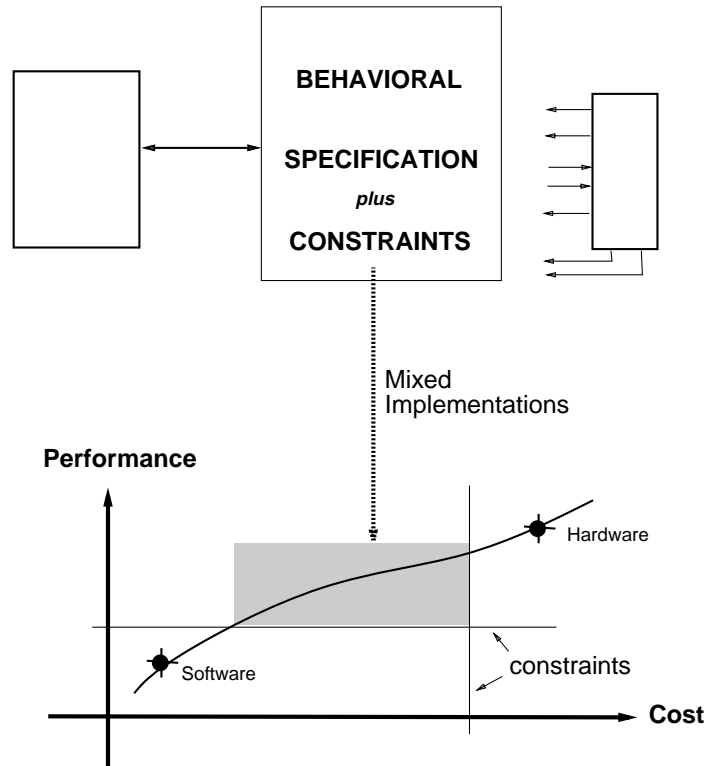 BEHAVIORAL
SPECIFICATION
plus
CONSTRAINTS
Mixed
Implementations
Performance
Hardware
Software
constraints
Cost